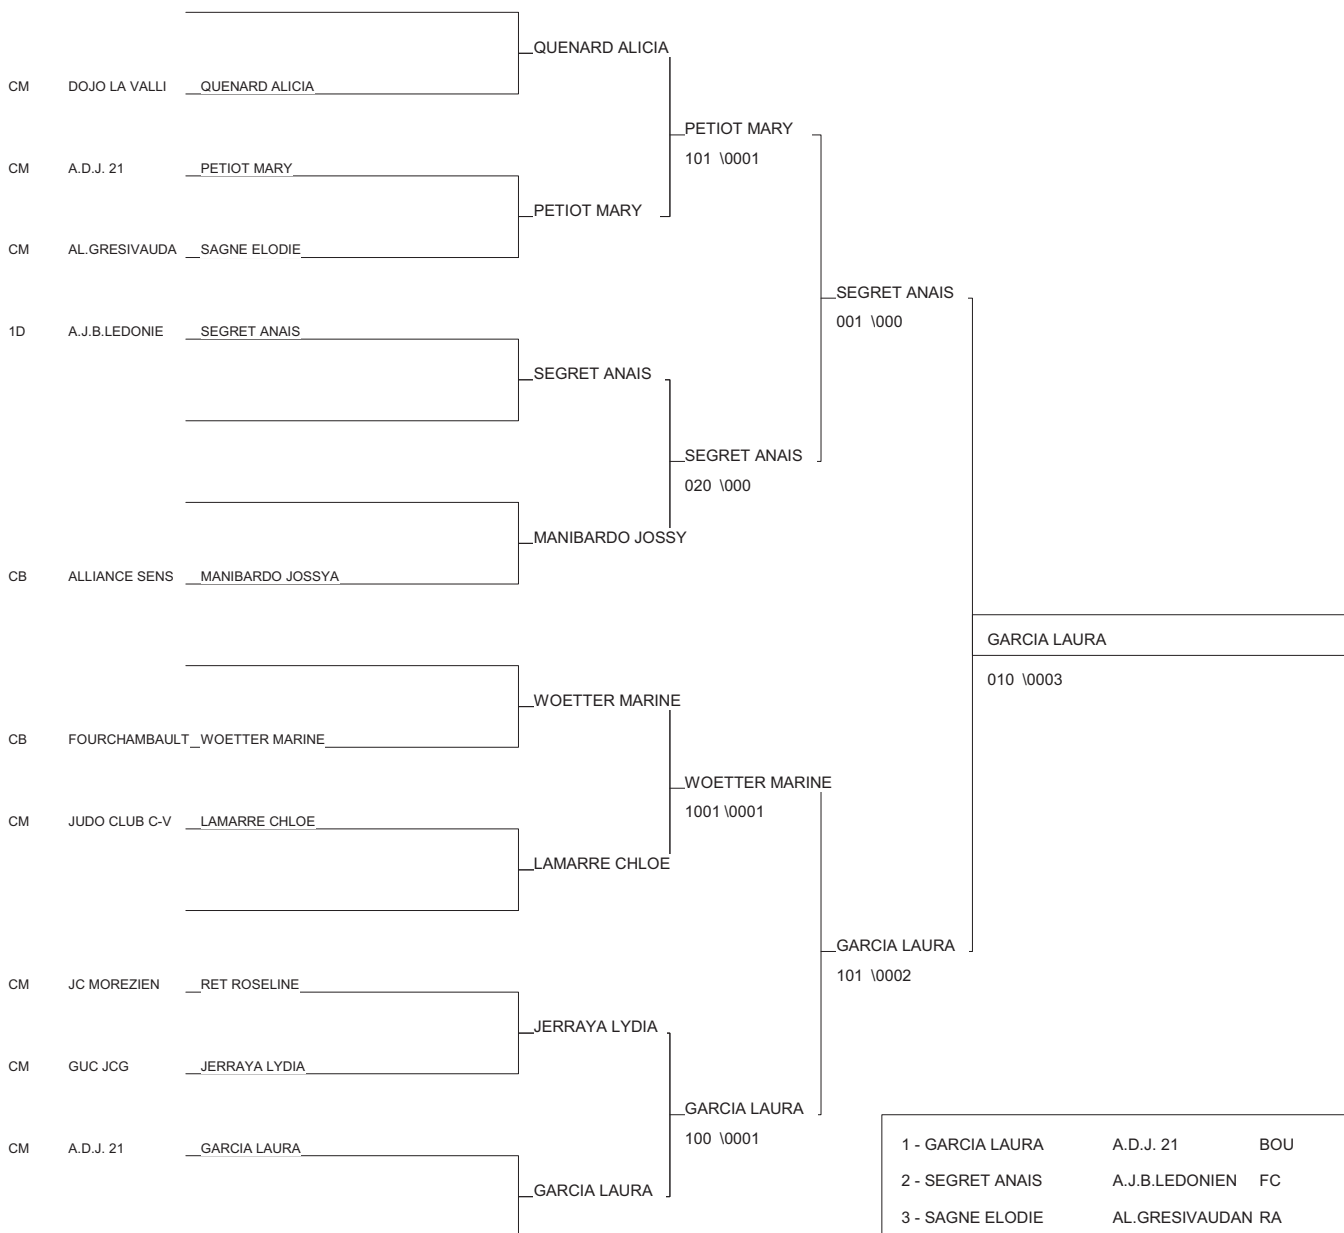 QUENARD ALICIA
CM DOJO LA VALLI QUENARD ALICIA
PETIOT MARY
101 \0001
CM A.D.J. 21 PETIOT MARY
PETIOT MARY
CM AL.GRESIVAUDA SAGNE ELODIE
SEGRET ANAIS
001 \000
1D A.J.B.LEDONIE SEGRET ANAIS
SEGRET ANAIS
SEGRET ANAIS
020 \000
MANIBARDO JOSSY
CB ALLIANCE SENS MANIBARDO JOSSYA
GARCIA LAURA
010 \0003
WOETTER MARINE
CB FOURCHAMBAULT WOETTER MARINE
WOETTER MARINE
1001 \0001
CM JUDO CLUB C-V LAMARRE CHLOE
LAMARRE CHLOE
GARCIA LAURA
101 \0002
CM JC MOREZIEN RET ROSELINE
JERRAYA LYDIA
CM GUC JCG JERRAYA LYDIA
GARCIA LAURA
100 \0001
CM A.D.J. 21 GARCIA LAURA
GARCIA LAURA
1 - GARCIA LAURA A.D.J. 21 BOU
2 - SEGRET ANAIS A.J.B.LEDONIEN FC
3 - SAGNE ELODIE AL.GRESIVAUDAN RA